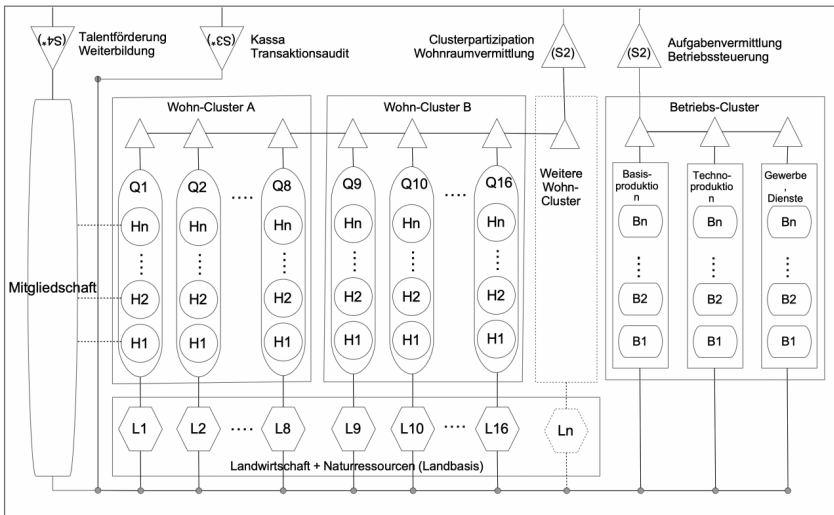 (S4*)
Talentförderung
Weiterbildung
(S3*)
Kassa
Transaktionsaudit
Clusterpartizipation
Wohnraumvermittlung
(S2)
(S2)
Aufgabenvermittlung
Betriebssteuerung
Wohn-Cluster A
Wohn-Cluster B
Betriebs-Cluster
Q1
Q2
....
Q8
Q9
Q10
....
Q16
Weitere
Wohn-
Cluster
Basis-
produktio
n
Techno-
produktio
n
Gewerbe
,
Dienste
Hn
Hn
Hn
Hn
Hn
Hn
Bn
Bn
Bn
Mitgliedschaft
H2
H2
H2
H2
H2
H2
B2
B2
B2
H1
H1
H1
H1
H1
H1
B1
B1
B1
L1
L2
....
L8
L9
L10
....
L16
Ln
Landwirtschaft + Naturressourcen (Landbasis)